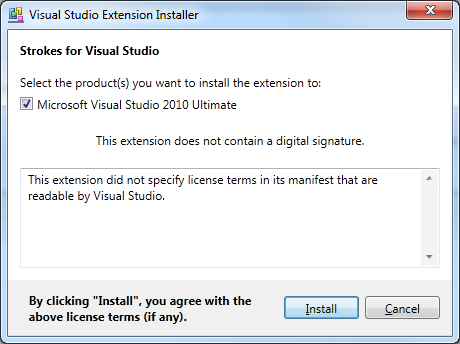 Visual Studio Extension Installer
Strokes for Visual Studio
Select the product(s) you want to install the extension to:
Microsoft Visual Studio 2010 Ultimate
This extension does not contain a digital signature.
This extension did not specify license terms in its manifest that are
readable by Visual Studio.
By clicking "Install", you agree with the
above license terms (if any).
Install
Cancel